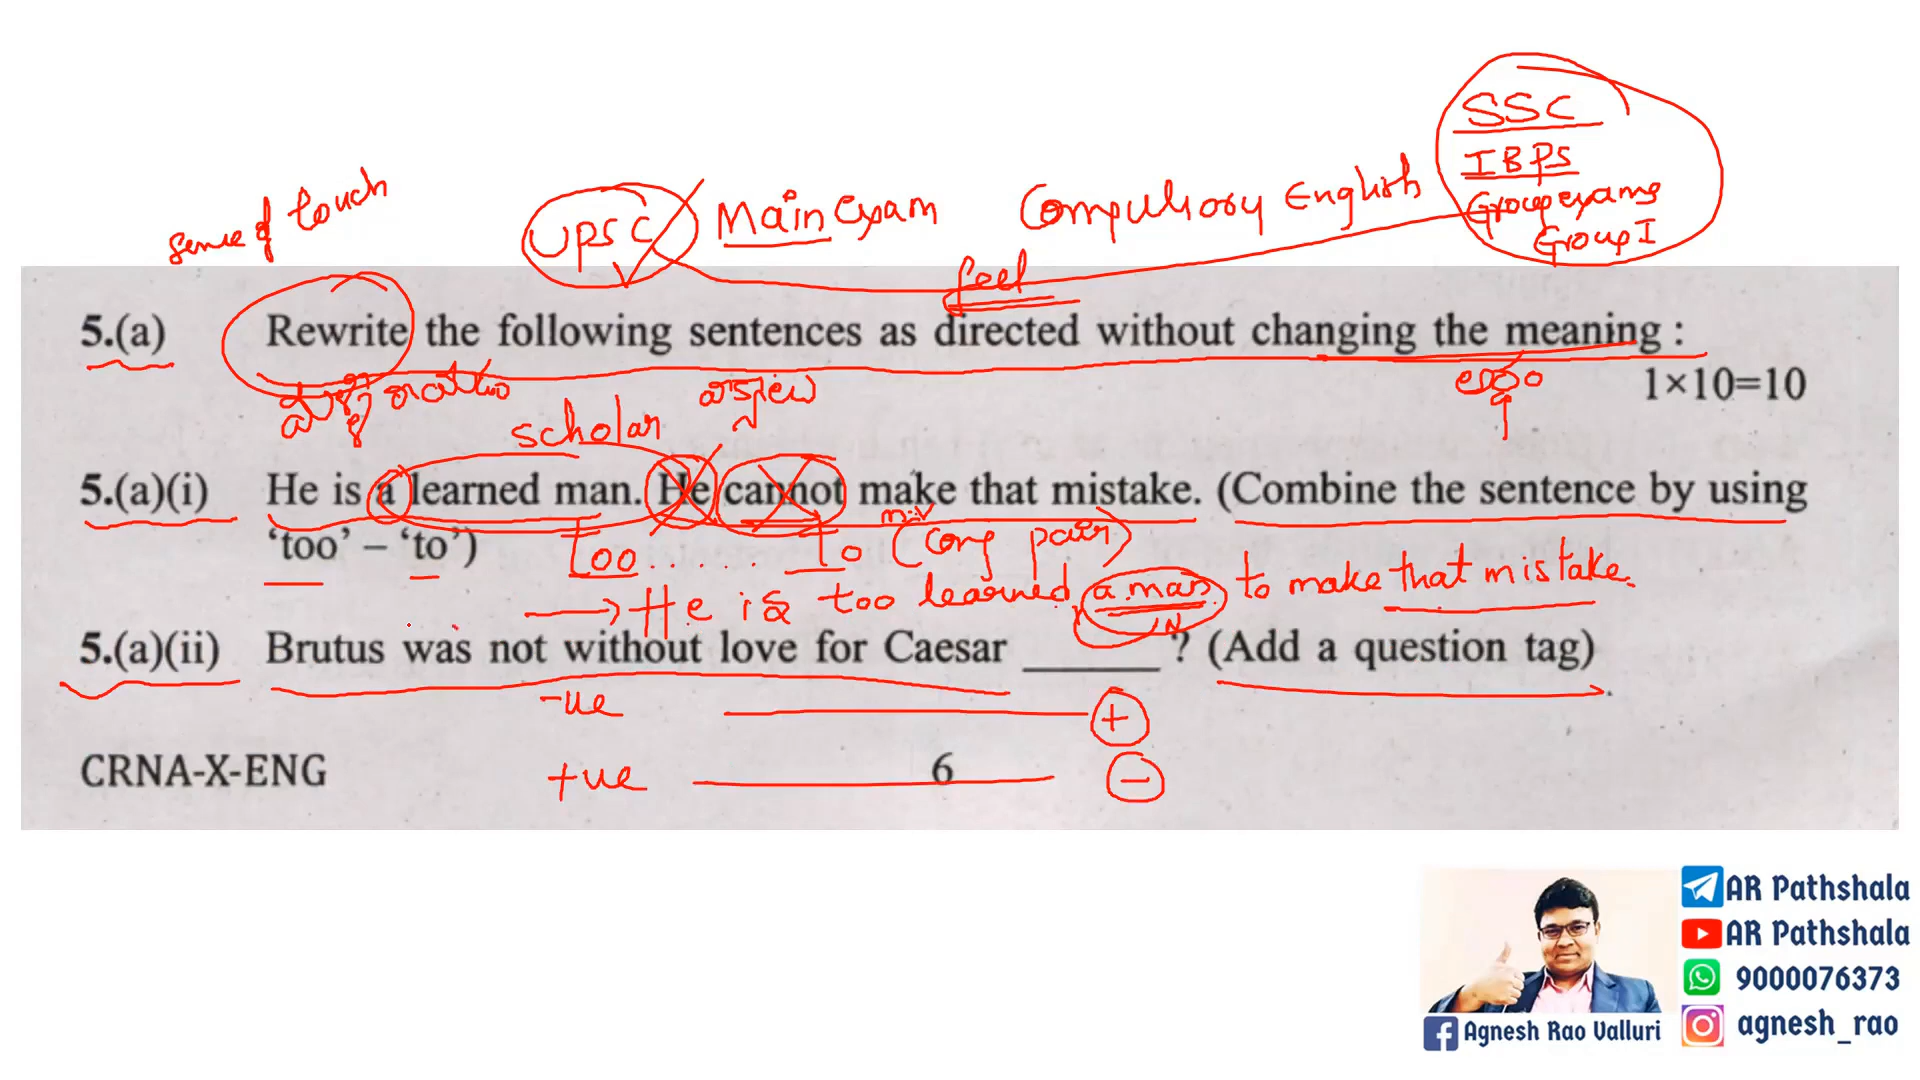 SSC
IBPS
Group exams
Group I
sense of touch
UPSC Main Exam Compulsory English
feel
5.(a) Rewrite the following sentences as directed without changing the meaning :
1×10=10
scholar
5.(a)(i) He is a learned man. He cannot make that mistake. (Combine the sentence by using
‘too’ – ‘to’)
Too ...... To (Conj pair)
→ He is too learned a man to make that mistake.
N
5.(a)(ii) Brutus was not without love for Caesar ______? (Add a question tag)
-ve +
+ve -
CRNA-X-ENG 6
AR Pathshala
AR Pathshala
9000076373
Agnesh Rao Valluri
agnesh_rao